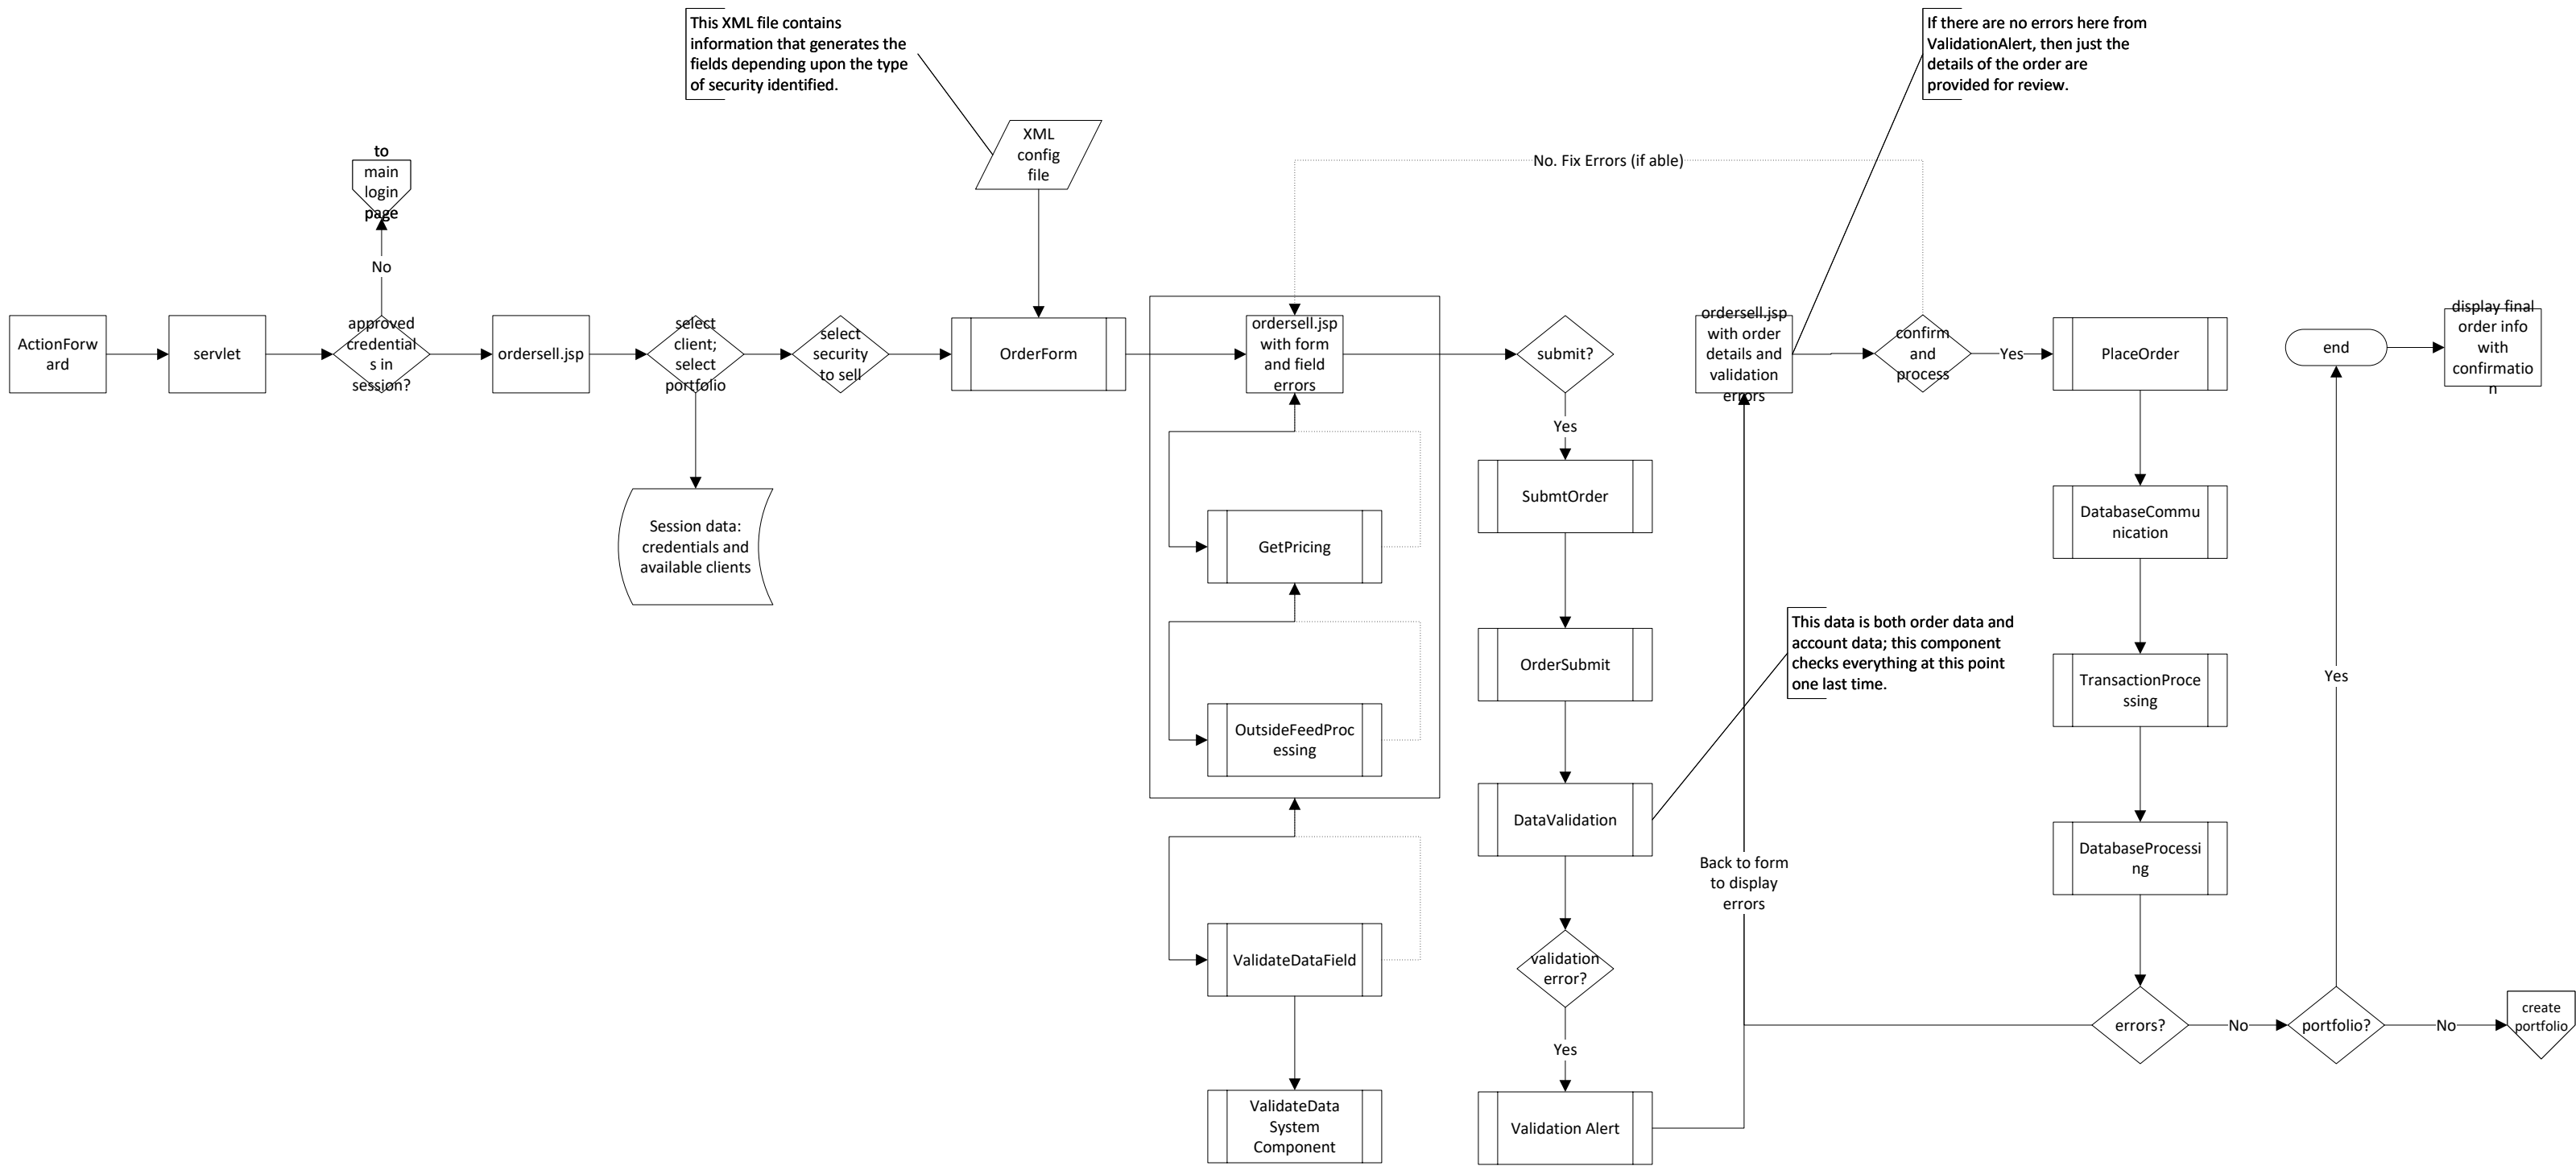 This XML file contains
information that generates the
fields depending upon the type
of security identified.
If there are no errors here from
ValidationAlert, then just the
details of the order are
provided for review.
XML
config
file
to
main
login
page
No. Fix Errors (if able)
No
ActionForw
ard
servlet
approved
credential
s in
session?
ordersell.jsp
select
client;
select
portfolio
select
security
to sell
OrderForm
ordersell.jsp
with form
and field
errors
submit?
ordersell.jsp
with order
details and
validation
errors
confirm
and
process
Yes
PlaceOrder
end
display final
order info
with
confirmatio
n
Yes
Session data:
credentials and
available clients
GetPricing
SubmtOrder
DatabaseCommu
nication
OutsideFeedProc
essing
OrderSubmit
This data is both order data and
account data; this component
checks everything at this point
one last time.
TransactionProce
ssing
Yes
DataValidation
Back to form
to display
errors
DatabaseProcessi
ng
ValidateDataField
validation
error?
Yes
errors?
No
portfolio?
No
create
portfolio
ValidateData
System
Component
Validation Alert